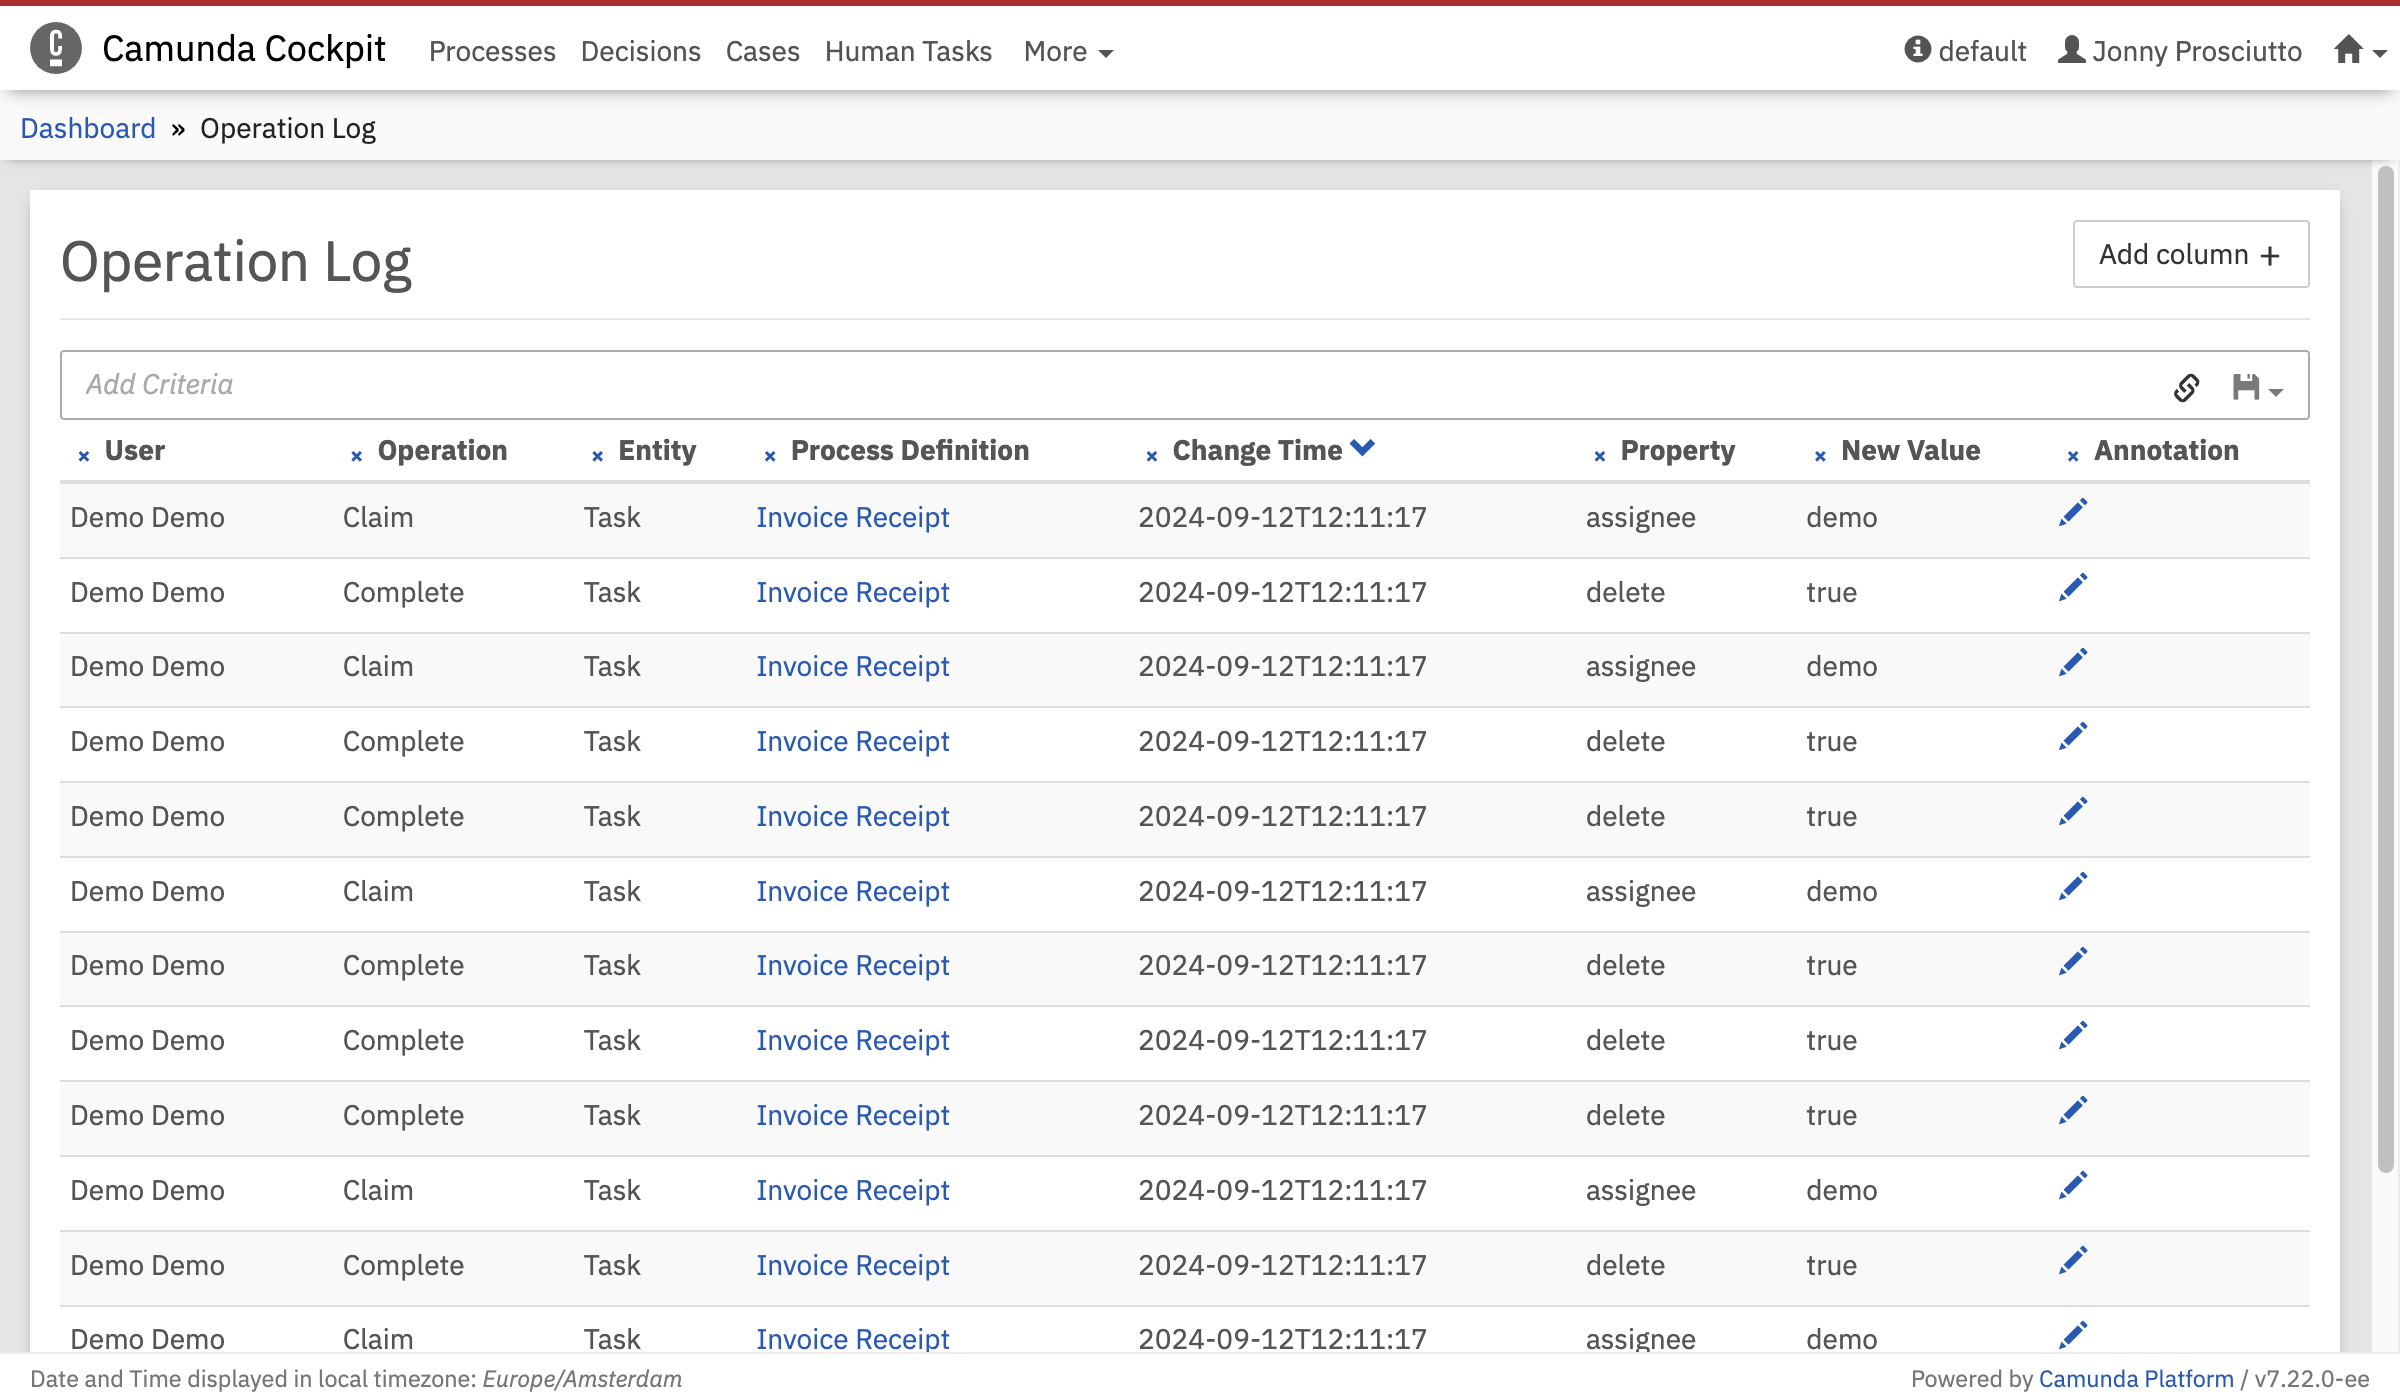 Camunda Cockpit Processes Decisions Cases Human Tasks More default Jonny Prosciutto
Dashboard » Operation Log
Operation Log Add column +
Add Criteria
× User × Operation × Entity × Process Definition × Change Time × Property × New Value × Annotation
Demo Demo Claim Task Invoice Receipt 2024-09-12T12:11:17 assignee demo
Demo Demo Complete Task Invoice Receipt 2024-09-12T12:11:17 delete true
Demo Demo Claim Task Invoice Receipt 2024-09-12T12:11:17 assignee demo
Demo Demo Complete Task Invoice Receipt 2024-09-12T12:11:17 delete true
Demo Demo Complete Task Invoice Receipt 2024-09-12T12:11:17 delete true
Demo Demo Claim Task Invoice Receipt 2024-09-12T12:11:17 assignee demo
Demo Demo Complete Task Invoice Receipt 2024-09-12T12:11:17 delete true
Demo Demo Complete Task Invoice Receipt 2024-09-12T12:11:17 delete true
Demo Demo Complete Task Invoice Receipt 2024-09-12T12:11:17 delete true
Demo Demo Claim Task Invoice Receipt 2024-09-12T12:11:17 assignee demo
Demo Demo Complete Task Invoice Receipt 2024-09-12T12:11:17 delete true
Demo Demo Claim Task Invoice Receipt 2024-09-12T12:11:17 assignee demo
Date and Time displayed in local timezone: Europe/Amsterdam Powered by Camunda Platform / v7.22.0-ee